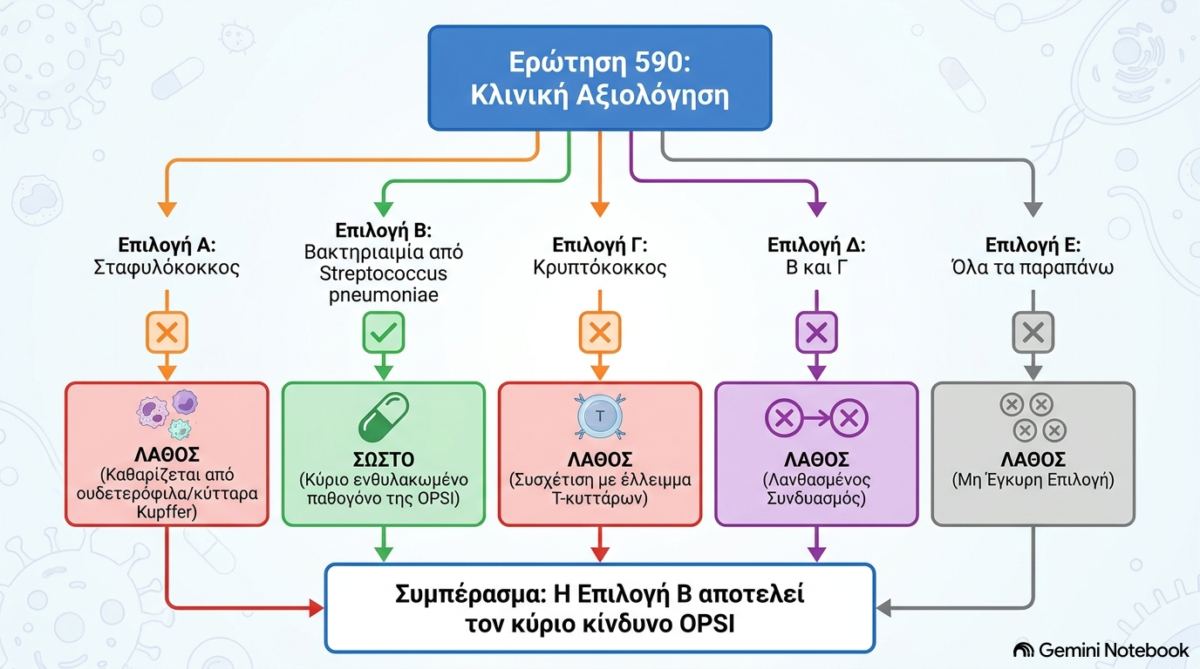 Ερώτηση 590:
Κλινική Αξιολόγηση
Επιλογή Α:
Σταφυλόκοκκος
Επιλογή Β:
Βακτηριαιμία από
Streptococcus
pneumoniae
Επιλογή Γ:
Κρυπτόκοκκος
Επιλογή Δ:
Β και Γ
Επιλογή Ε:
Όλα τα παραπάνω
ΛΑΘΟΣ
(Καθαρίζεται από
ουδετερόφιλα/κύτταρα
Kupffer)
ΣΩΣΤΟ
(Κύριο ενθυλακωμένο
παθογόνο της OPSI)
T
ΛΑΘΟΣ
(Συσχέτιση με έλλειμμα
Τ-κυττάρων)
ΛΑΘΟΣ
(Λανθασμένος
Συνδυασμός)
ΛΑΘΟΣ
(Μη Έγκυρη Επιλογή)
Συμπέρασμα: Η Επιλογή Β αποτελεί
τον κύριο κίνδυνο OPSI
Gemini Notebook